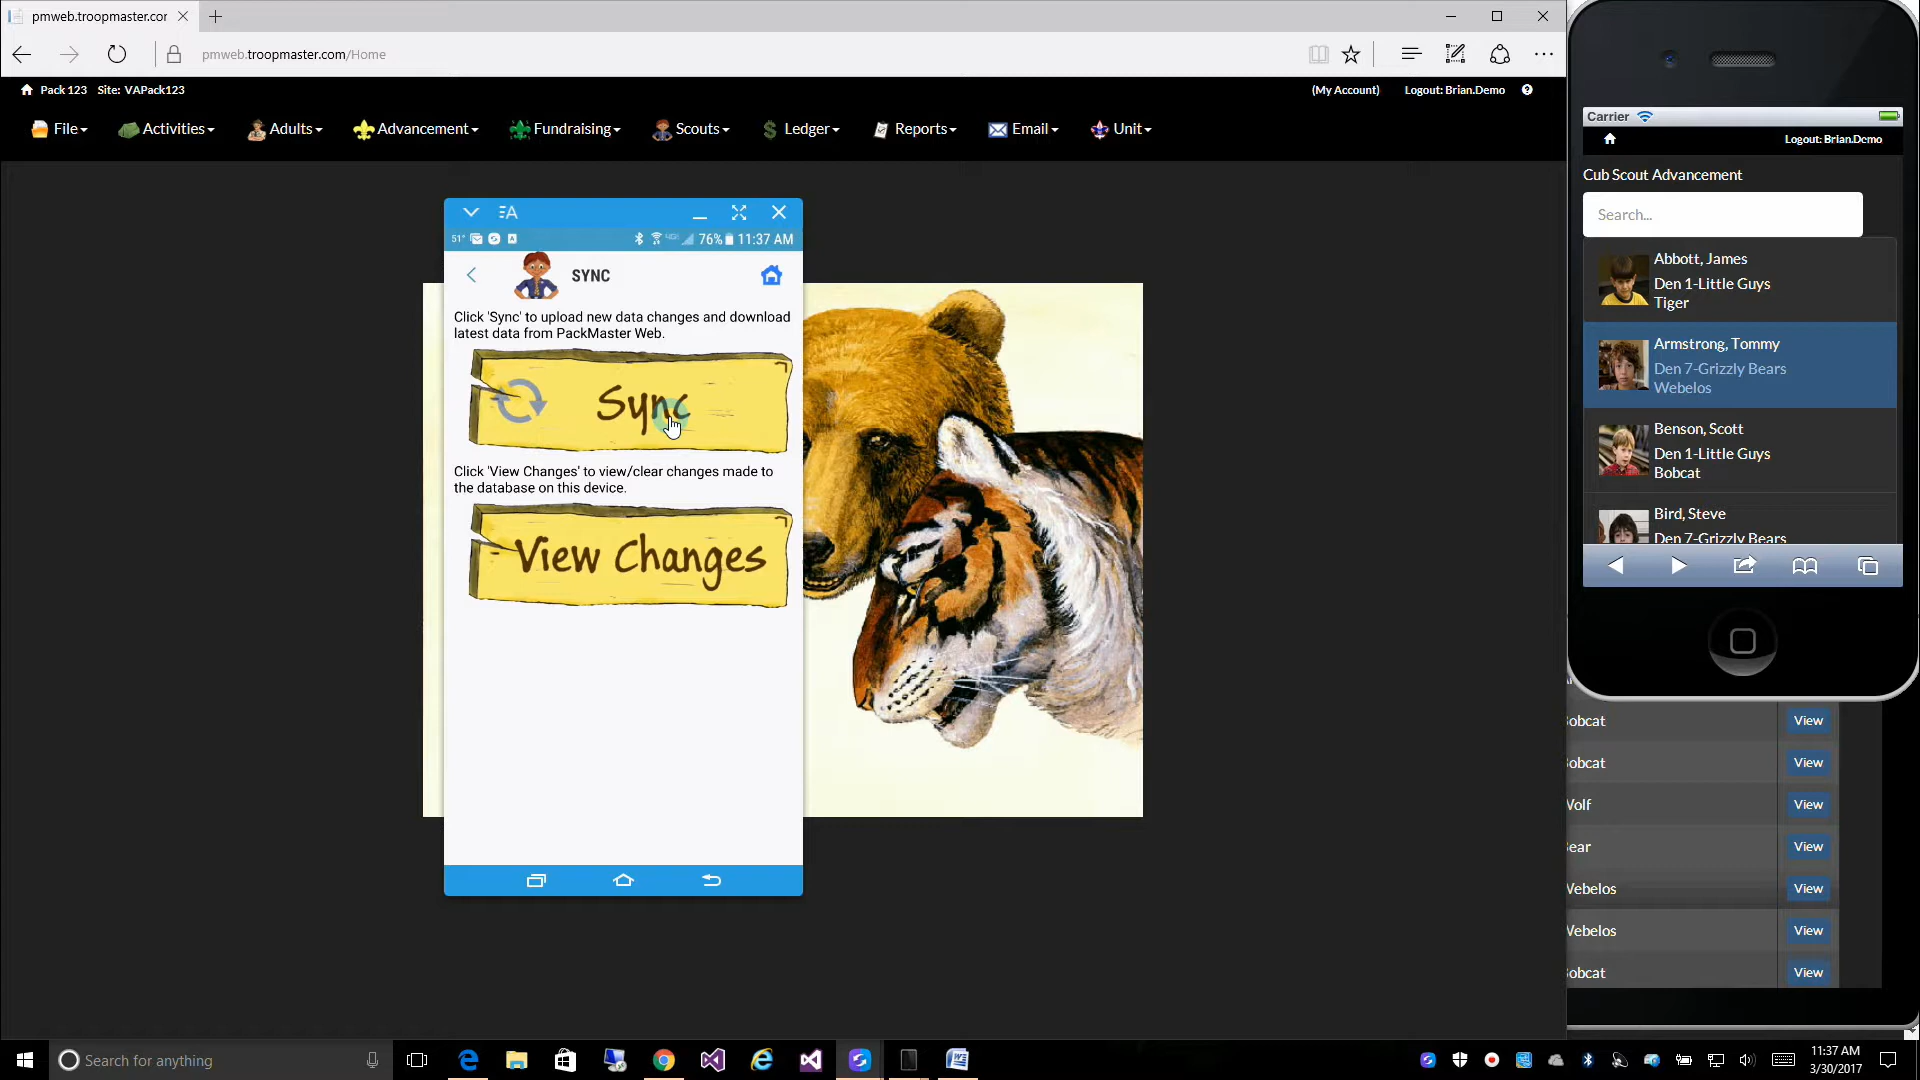 pmweb.troopmaster.cor
pmweb.troopmaster.com/Home
Pack 123 Site: VAPack123
(My Account) Logout: Brian.Demo
File Activities Adults Advancement Fundraising Scouts Ledger Reports Email Unit
51° 76% 11:37 AM
SYNC
Click 'Sync' to upload new data changes and download
latest data from PackMaster Web.
Sync
Click 'View Changes' to view/clear changes made to
the database on this device.
View Changes
Carrier
Logout: Brian.Demo
Cub Scout Advancement
Search...
Abbott, James
Den 1-Little Guys
Tiger
Armstrong, Tommy
Den 7-Grizzly Bears
Webelos
Benson, Scott
Den 1-Little Guys
Bobcat
Bird, Steve
Den 7-Grizzly Bears
obcat View
obcat View
Volf View
ear View
Vebelos View
Vebelos View
obcat View
Search for anything
11:37 AM
3/30/2017